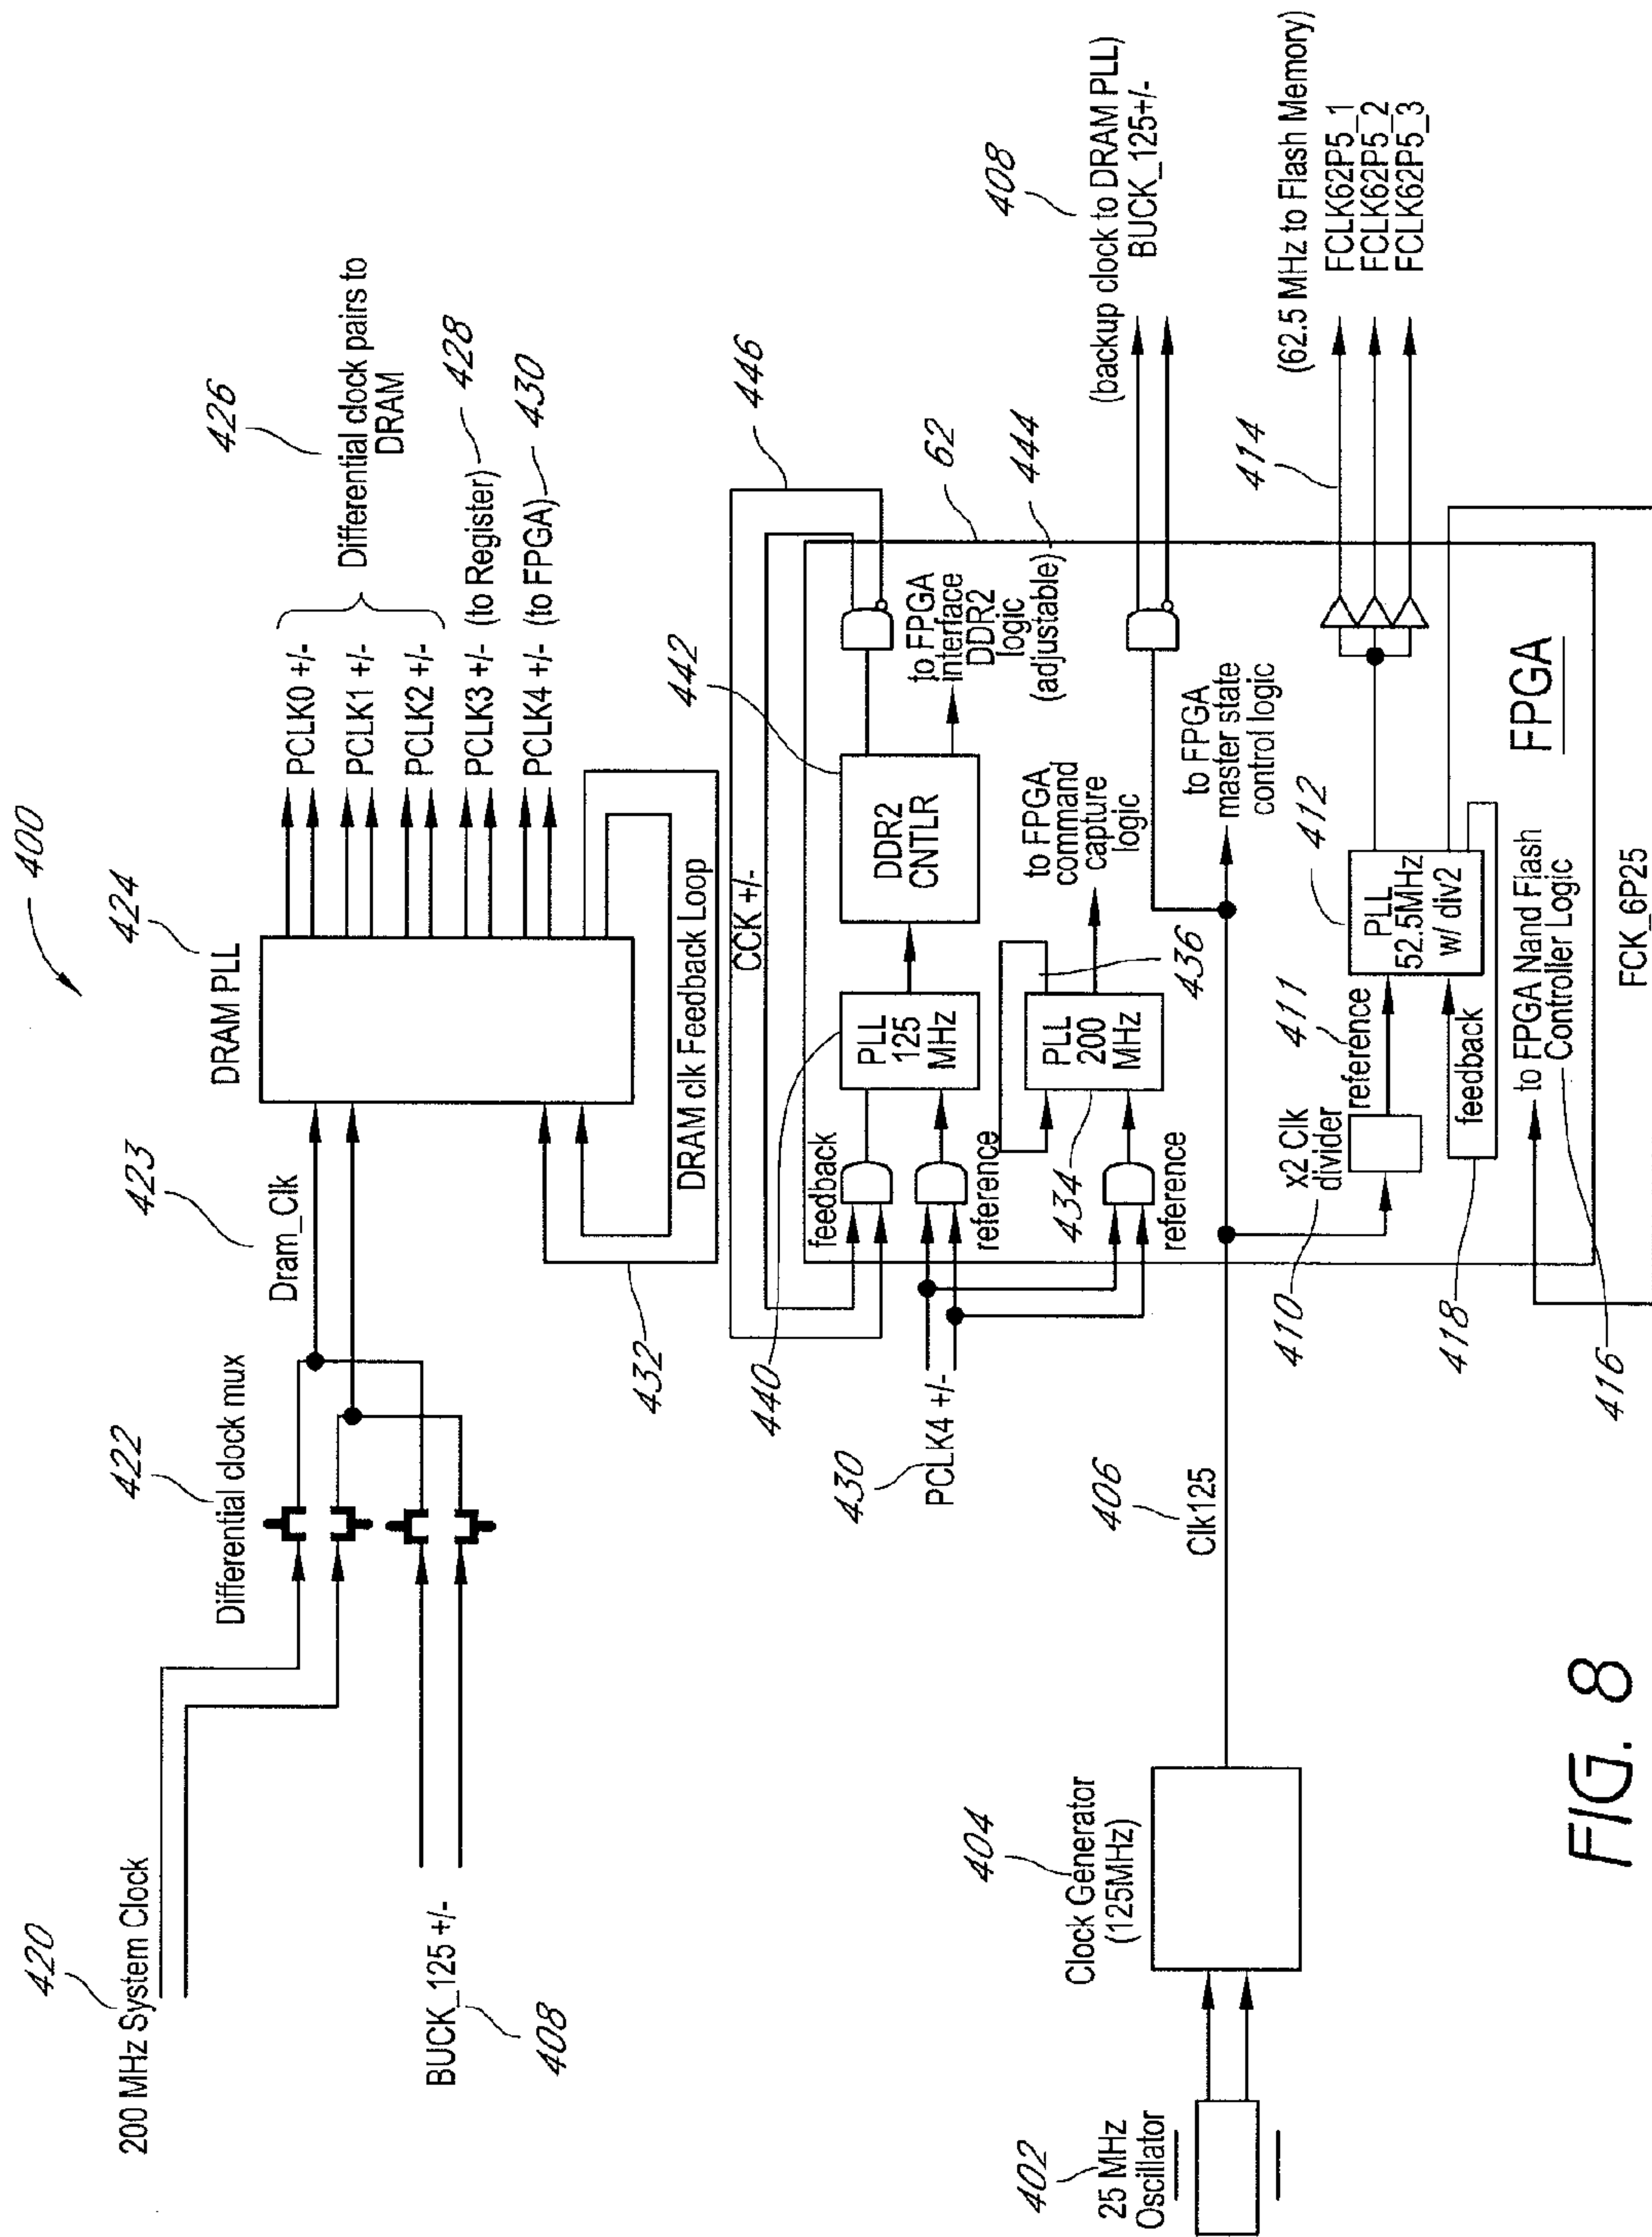 400
420
200 MHz System Clock
BUCK_125 +/-
408
422
Differential clock mux
423
Dram_Clk
424
DRAM PLL
PCLK0 +/-
PCLK1 +/-
PCLK2 +/-
PCLK3 +/- (to Register)
PCLK4 +/- (to FPGA)
426
Differential clock pairs to
DRAM
428
430
432
DRAM clk Feedback Loop
CCK +/-
446
440
feedback
PLL
125
MHz
442
DDR2
CNTLR
to FPGA
interface
DDR2
logic
(adjustable)
444
62
430
PCLK4 +/-
reference
PLL
200
MHz
434
436
reference
to FPGA
command
capture
logic
408
(backup clock to DRAM PLL)
BUCK_125+/-
402
25 MHz
Oscillator
404
Clock Generator
(125MHz)
406
Clk125
to FPGA
master state
control logic
410
x2 Clk
divider
411
reference
412
PLL
52.5MHz
w/ div2
feedback
418
414
(62.5 MHz to Flash Memory)
FCLK62P5_1
FCLK62P5_2
FCLK62P5_3
416
to FPGA Nand Flash
Controller Logic
FPGA
FCK_6P25
FIG. 8